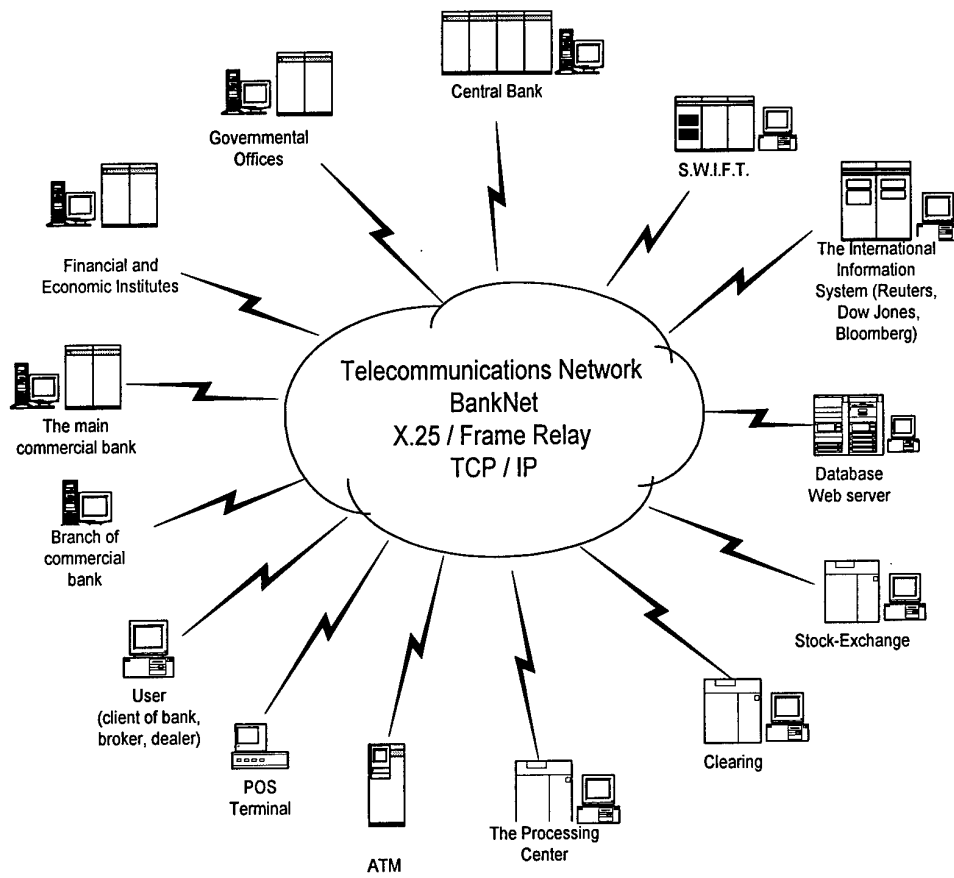 Central Bank
Governmental
Offices
S.W.I.F.T.
Financial and
Economic Institutes
The International
Information
System (Reuters,
Dow Jones,
Bloomberg)
Telecommunications Network
BankNet
X.25 / Frame Relay
TCP / IP
The main
commercial bank
Database
Web server
Branch of
commercial
bank
Stock-Exchange
User
(client of bank,
broker, dealer)
Clearing
POS
Terminal
The Processing
Center
ATM